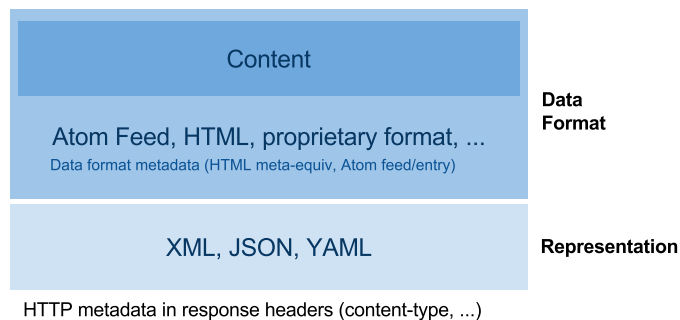 Content
Atom Feed, HTML, proprietary format, ...
Data format metadata (HTML meta-equiv, Atom feed/entry)
Data
Format
XML, JSON, YAML
Representation
HTTP metadata in response headers (content-type, ...)